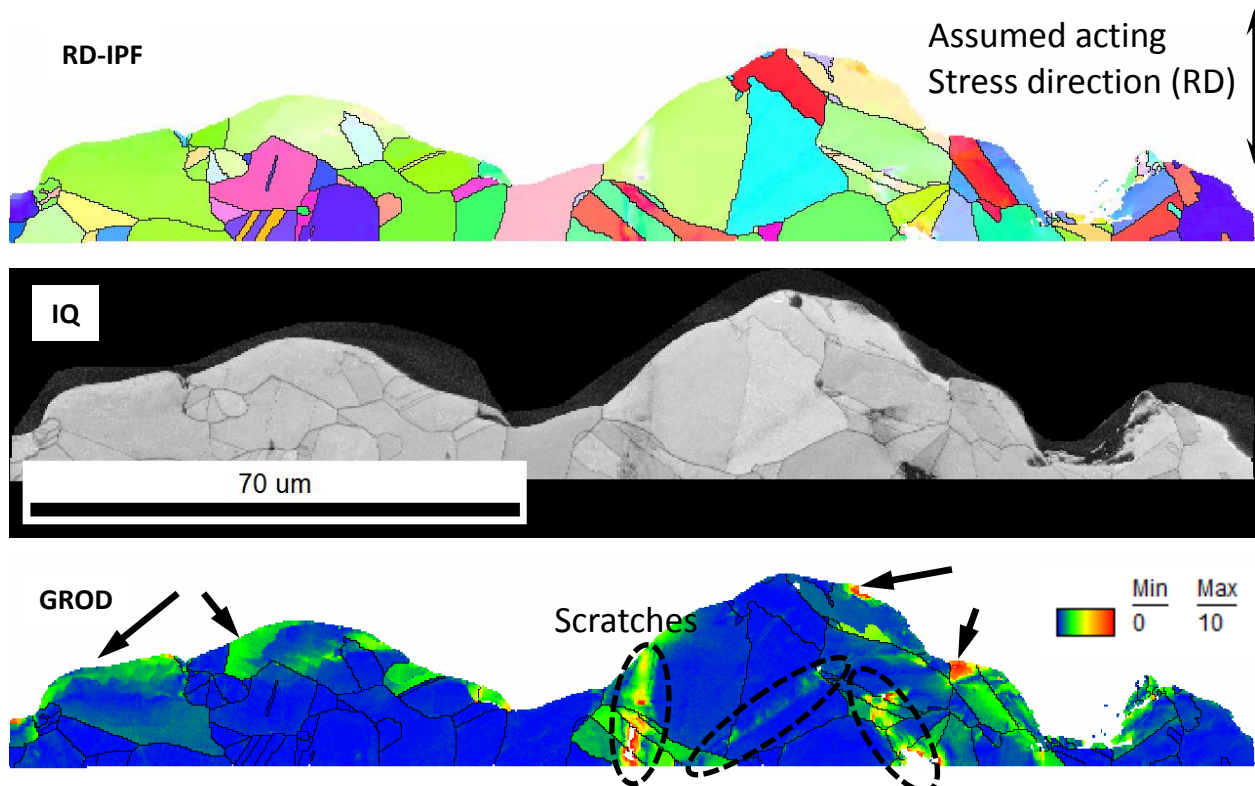 RD-IPF
Assumed acting
Stress direction (RD)
IQ
70 um
GROD
Scratches
Min Max
0 10